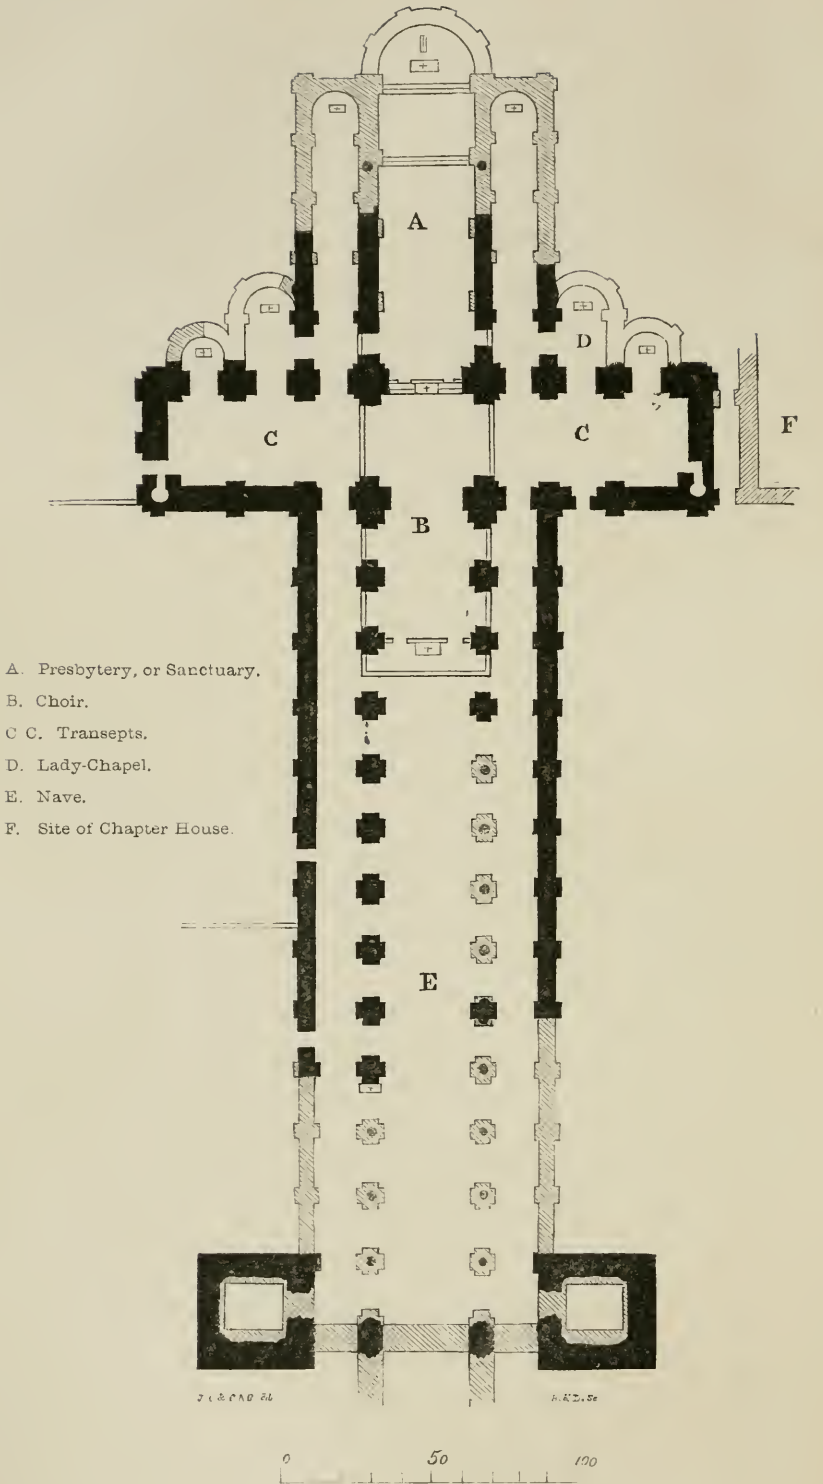 A
D
F
C
C
B
A. Presbytery, or Sanctuary.
B. Choir.
C C. Transepts.
D. Lady-Chapel.
E. Nave.
F. Site of Chapter House.
E
0 50 100